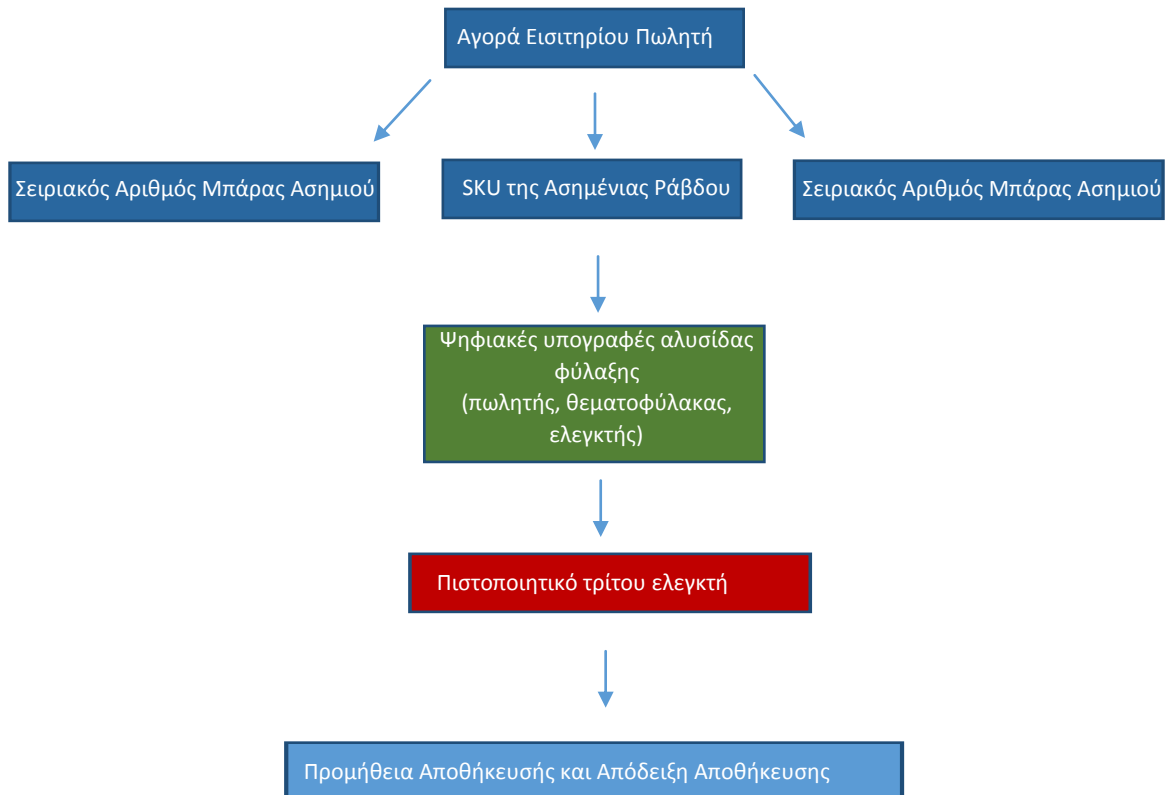 Αγορά Εισιτηρίου Πωλητή
Σειριακός Αριθμός Μπάρας Ασημιού
SKU της Ασημένιας Ράβδου
Σειριακός Αριθμός Μπάρας Ασημιού
Ψηφιακές υπογραφές αλυσίδας
φύλαξης
(πωλητής, θεματοφύλακας,
ελεγκτής)
Πιστοποιητικό τρίτου ελεγκτή
Προμήθεια Αποθήκευσής και Απόδειξη Αποθήκευσης